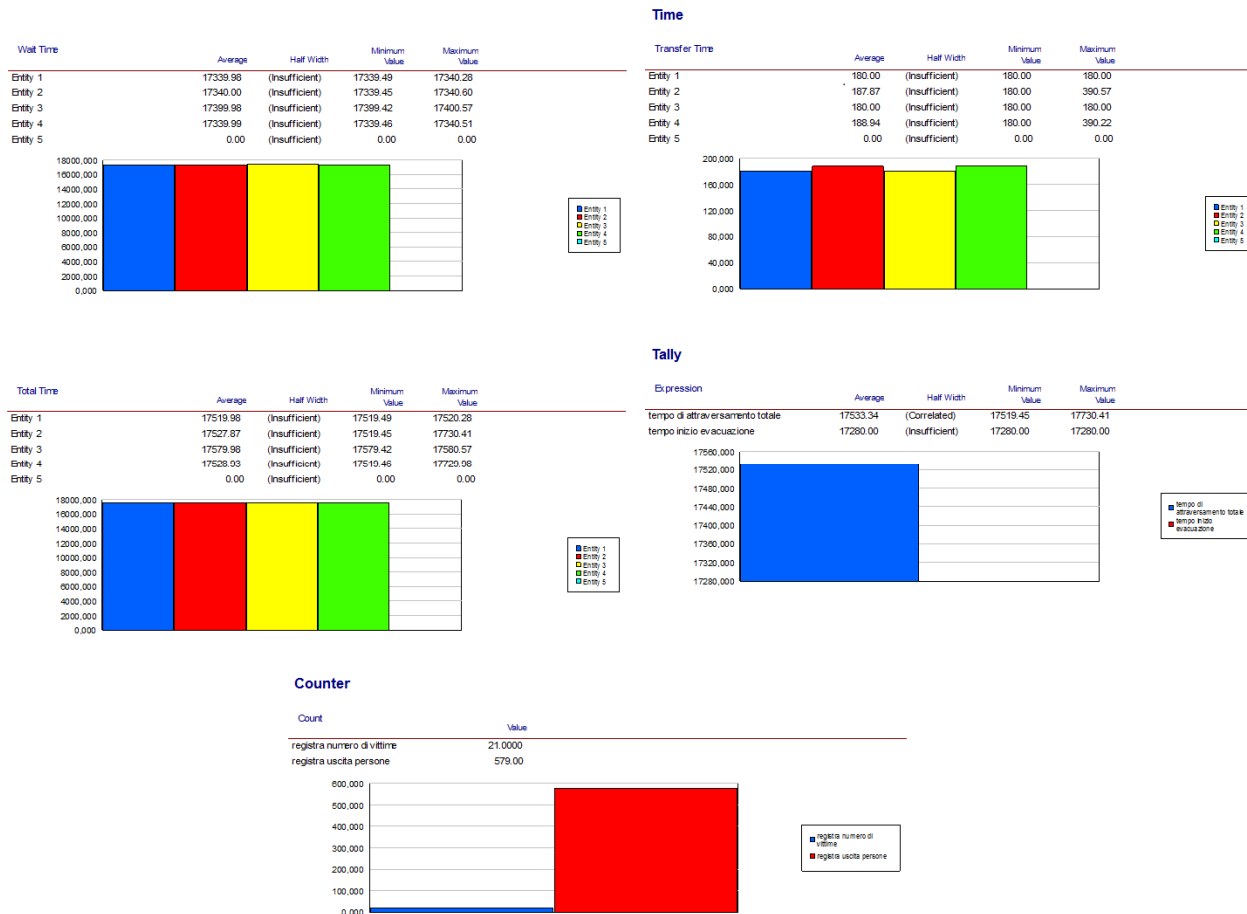 Wait Time
Average Half Width Minimum Value Maximum Value
Entity 1 17339.98 (Insufficient) 17339.49 17340.28
Entity 2 17340.00 (Insufficient) 17339.45 17340.60
Entity 3 17399.98 (Insufficient) 17399.42 17400.57
Entity 4 17339.99 (Insufficient) 17339.46 17340.51
Entity 5 0.00 (Insufficient) 0.00 0.00
18000,000
16000,000
14000,000
12000,000
10000,000
8000,000
6000,000
4000,000
2000,000
0,000
Entity 1
Entity 2
Entity 3
Entity 4
Entity 5
Time
Transfer Time
Average Half Width Minimum Value Maximum Value
Entity 1 180.00 (Insufficient) 180.00 180.00
Entity 2 187.87 (Insufficient) 180.00 390.57
Entity 3 180.00 (Insufficient) 180.00 180.00
Entity 4 188.94 (Insufficient) 180.00 390.22
Entity 5 0.00 (Insufficient) 0.00 0.00
200,000
160,000
120,000
80,000
40,000
0,000
Entity 1
Entity 2
Entity 3
Entity 4
Entity 5
Total Time
Average Half Width Minimum Value Maximum Value
Entity 1 17519.98 (Insufficient) 17519.49 17520.28
Entity 2 17527.87 (Insufficient) 17519.45 17730.41
Entity 3 17579.98 (Insufficient) 17579.42 17580.57
Entity 4 17528.93 (Insufficient) 17519.46 17729.98
Entity 5 0.00 (Insufficient) 0.00 0.00
18000,000
16000,000
14000,000
12000,000
10000,000
8000,000
6000,000
4000,000
2000,000
0,000
Entity 1
Entity 2
Entity 3
Entity 4
Entity 5
Tally
Expression
Average Half Width Minimum Value Maximum Value
tempo di attraversamento totale 17533.34 (Correlated) 17519.45 17730.41
tempo inizio evacuazione 17280.00 (Insufficient) 17280.00 17280.00
17560,000
17520,000
17480,000
17440,000
17400,000
17360,000
17320,000
17280,000
tempo di
attraversamento totale
tempo inizio
evacuazione
Counter
Count
Value
registra numero di vittime 21.0000
registra uscita persone 579.00
600,000
500,000
400,000
300,000
200,000
100,000
0,000
registra numero di
vittime
registra uscita persone